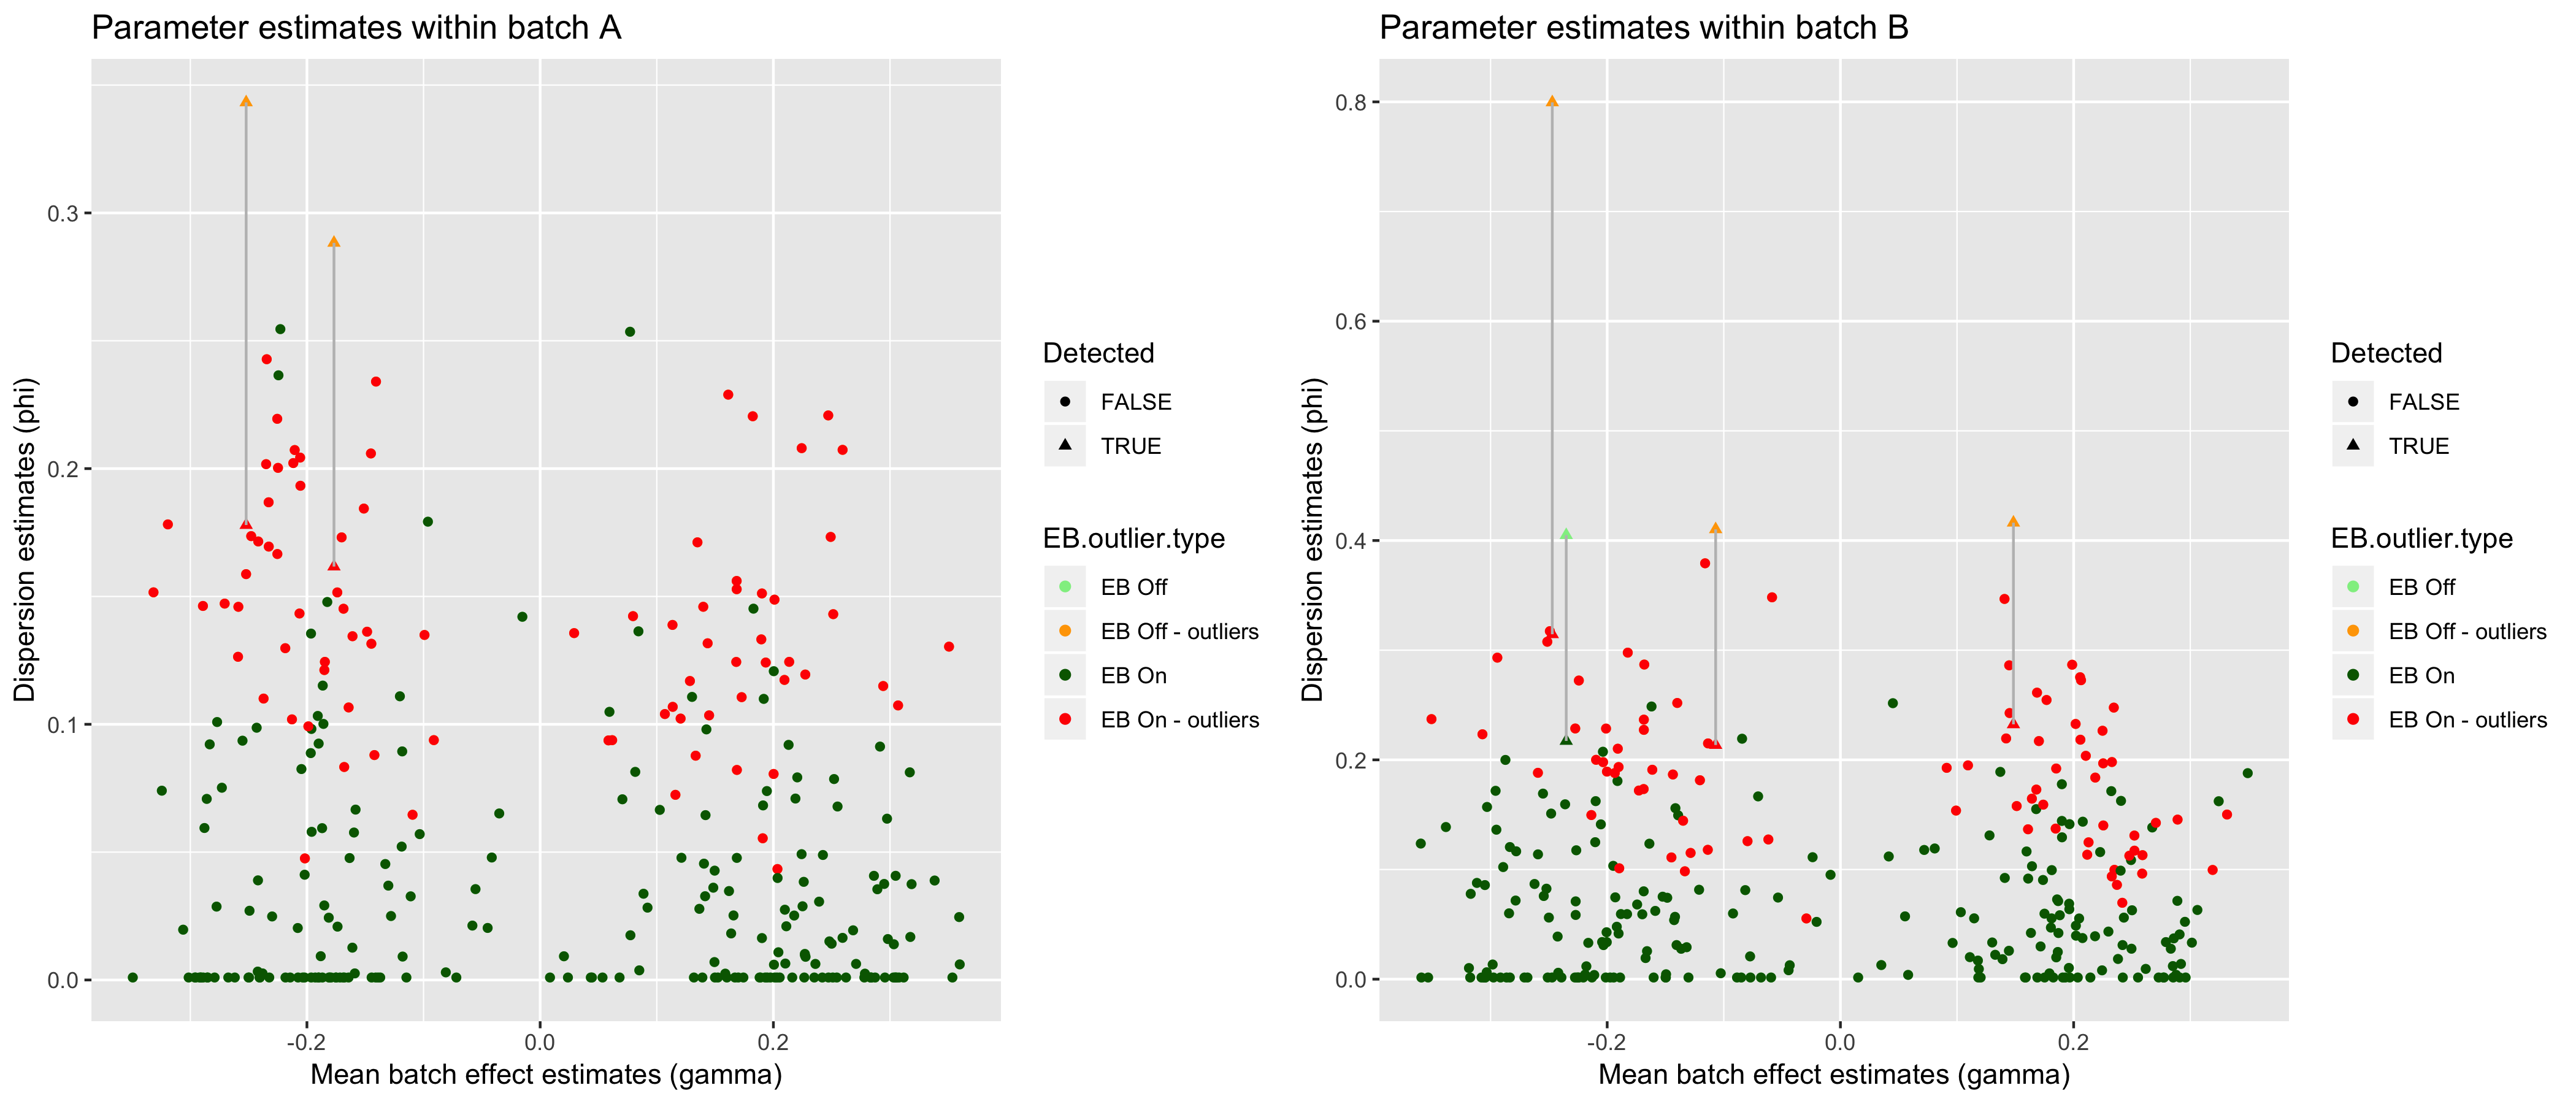 Parameter estimates within batch A
Dispersion estimates (phi)
0.3
0.2
0.1
0.0
-0.2
0.0
0.2
Mean batch effect estimates (gamma)
Detected
FALSE
TRUE
EB.outlier.type
EB Off
EB Off - outliers
EB On
EB On - outliers
Parameter estimates within batch B
Dispersion estimates (phi)
0.8
0.6
0.4
0.2
0.0
-0.2
0.0
0.2
Mean batch effect estimates (gamma)
Detected
FALSE
TRUE
EB.outlier.type
EB Off
EB Off - outliers
EB On
EB On - outliers